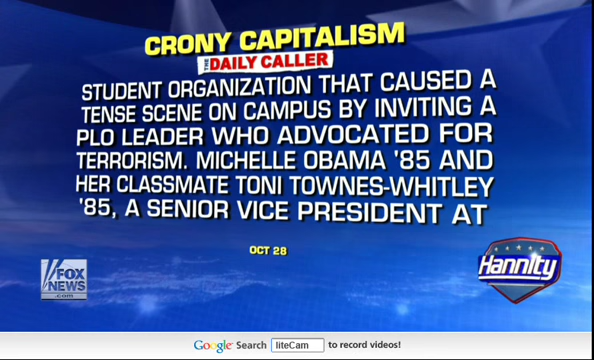 CRONY CAPITALISM
THE DAILY CALLER
STUDENT ORGANIZATION THAT CAUSED A
TENSE SCENE ON CAMPUS BY INVITING A
PLO LEADER WHO ADVOCATED FOR
TERRORISM. MICHELLE OBAMA '85 AND
HER CLASSMATE TONI TOWNES-WHITLEY
'85, A SENIOR VICE PRESIDENT AT
OCT 28
FOX
NEWS
.com
Hannity
Google Search liteCam to record videos!